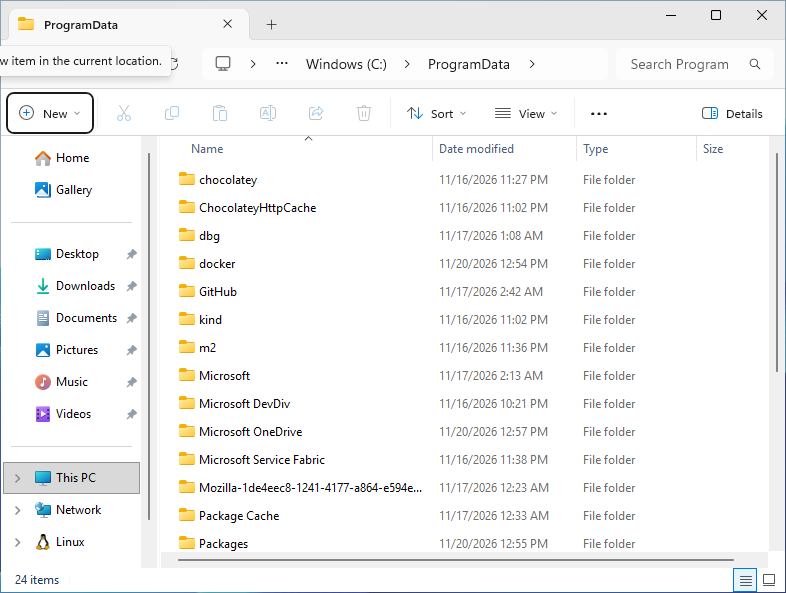 ProgramData
w item in the current location.
Windows (C:) ProgramData
Search Program
New
Sort
View
Details
Name Date modified Type Size
Home
Gallery
Desktop
Downloads
Documents
Pictures
Music
Videos
This PC
Network
Linux
chocolatey 11/16/2026 11:27 PM File folder
ChocolateyHttpCache 11/16/2026 11:02 PM File folder
dbg 11/17/2026 1:08 AM File folder
docker 11/20/2026 12:54 PM File folder
GitHub 11/17/2026 2:42 AM File folder
kind 11/16/2026 11:02 PM File folder
m2 11/16/2026 11:36 PM File folder
Microsoft 11/17/2026 2:13 AM File folder
Microsoft DevDiv 11/16/2026 10:21 PM File folder
Microsoft OneDrive 11/20/2026 12:57 PM File folder
Microsoft Service Fabric 11/16/2026 11:38 PM File folder
Mozilla-1de4eec8-1241-4177-a864-e594e... 11/17/2026 12:23 AM File folder
Package Cache 11/17/2026 12:33 AM File folder
Packages 11/20/2026 12:55 PM File folder
24 items